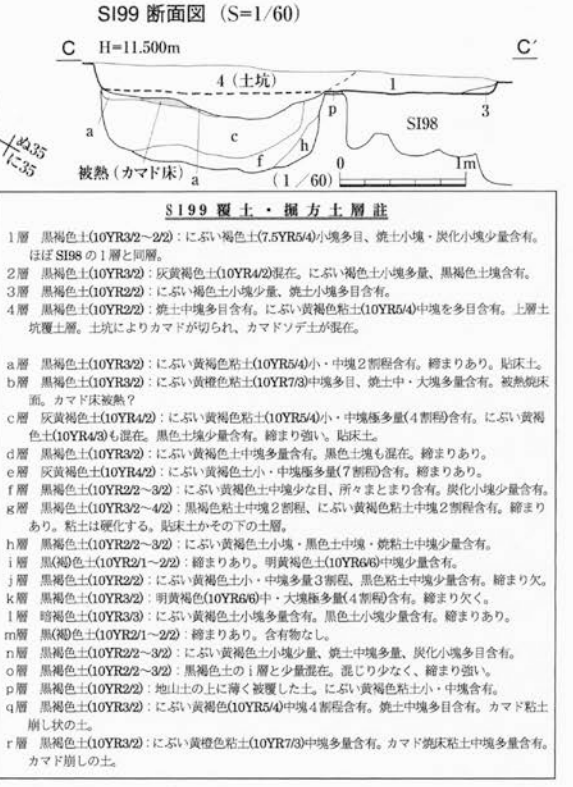 SI99 断面図 (S=1/60)
C H=11.500m C′
4 (土坑) 1
a c f h p SI98 3
ぬ35
に35
被熱 (カマド床) a
(1/60) 0 1m
SI99 覆土・掘方土層註
1層 黒褐色土(10YR3/2~2/2):にぶい褐色土(7.5YR5/4)小塊多目、焼土小塊・炭化小塊少量含有。
ほぼSI98の1層と同層。
2層 黒褐色土(10YR3/2):灰黄褐色土(10YR4/2)混在。にぶい褐色土小塊多量、黒褐色土塊含有。
3層 黒褐色土(10YR2/2):にぶい褐色土小塊少量、焼土小塊多目含有。
4層 黒褐色土(10YR2/2):焼土中塊多目含有。にぶい黄褐色粘土(10YR5/4)中塊を多目含有。上層土
坑覆土層。土坑によりカマドが切られ、カマドソデ土が混在。
a層 黒褐色土(10YR3/2):にぶい黄褐色粘土(10YR5/4)小・中塊2割程含有。締まりあり。貼床土。
b層 黒褐色土(10YR3/2):にぶい黄橙色粘土(10YR7/3)中塊多目、焼土中・大塊多量含有。被熱焼床
面。カマド床被熱?
c層 灰黄褐色土(10YR4/2):にぶい黄褐色粘土(10YR5/4)小・中塊極多量(4割程)含有。にぶい黄褐
色土(10YR4/3)も混在。黒色土塊少量含有。締まり強い。貼床土。
d層 黒褐色土(10YR3/2):にぶい黄褐色土中塊多量含有。黒色土塊も混在。締まりあり。
e層 灰黄褐色土(10YR4/2):にぶい黄褐色土小・中塊極多量(7割程)含有。締まりあり。
f層 黒褐色土(10YR2/2~3/2):にぶい黄褐色土中塊少な目、所々まとまり含有。炭化小塊少量含有。
g層 黒褐色土(10YR3/2~4/2):黒褐色粘土中塊2割程、にぶい黄褐色粘土中塊2割程含有。締まり
あり。粘土は硬化する。貼床土かその下の土層。
h層 黒褐色土(10YR2/2~3/2):にぶい黄褐色土小塊・黒色土中塊・焼粘土中塊少量含有。
i層 黒(褐)色土(10YR2/1~2/2):締まりあり。明黄褐色土(10YR6/6)中塊少量含有。
j層 黒褐色土(10YR2/2):にぶい黄褐色土小・中塊多量3割程、黒色粘土中塊少量含有。締まり欠。
k層 黒褐色土(10YR3/2):明黄褐色(10YR6/6)中・大塊極多量(4割程)含有。締まり欠く。
l層 暗褐色土(10YR3/3):にぶい黄褐色土小塊多量含有。黒色土小塊少量含有。締まりあり。
m層 黒(褐)色土(10YR2/1~2/2):締まりあり。含有物なし。
n層 黒褐色土(10YR2/2~3/2):にぶい黄褐色土小塊少量、焼土中塊多量、炭化小塊多目含有。
o層 黒褐色土(10YR2/2~3/2):黒褐色土のi層と少量混在。混じり少なく、締まり強い。
p層 黒褐色土(10YR2/2):地山土の上に薄く被覆した土。にぶい黄褐色粘土小・中塊含有。
q層 黒褐色土(10YR3/2):にぶい黄褐色(10YR5/4)中塊4割程含有。焼土中塊多目含有。カマド粘土
崩し状の土。
r層 黒褐色土(10YR3/2):にぶい黄橙色粘土(10YR7/3)中塊多量含有。カマド焼床粘土中塊多量含有。
カマド崩しの土。